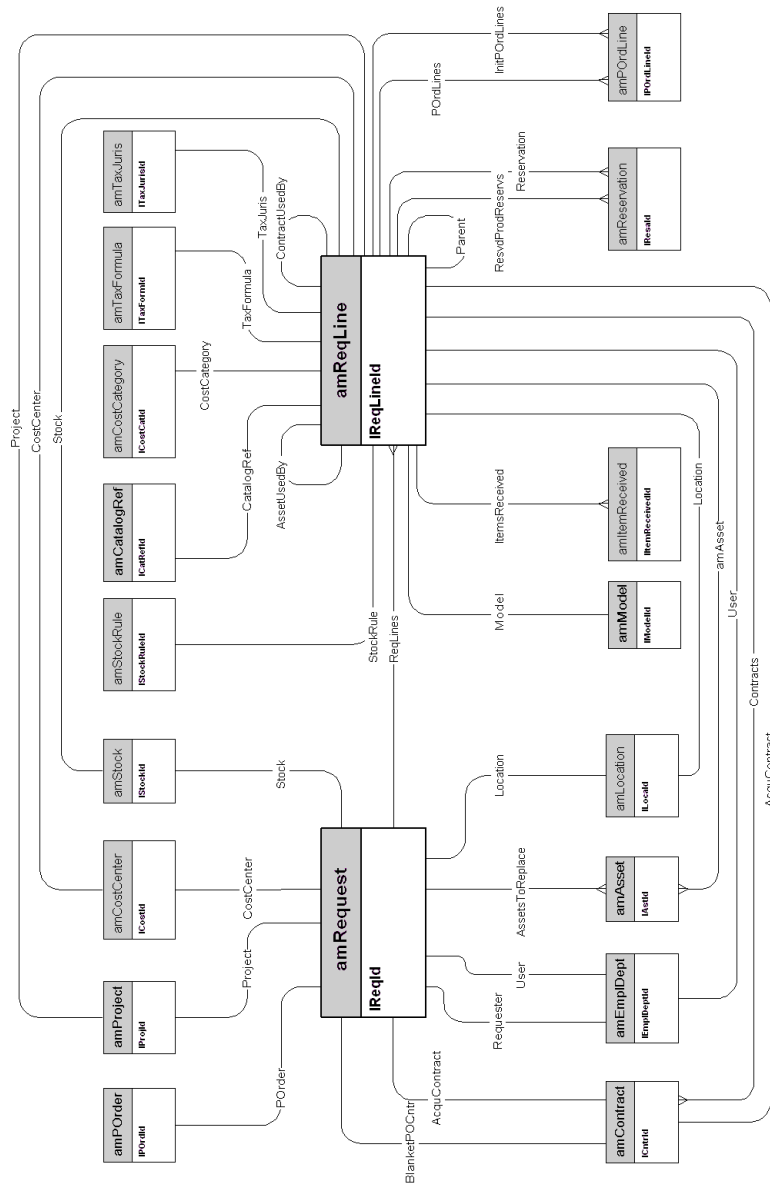 Project
CostCenter
Stock
amTaxJuris
lTaxJurisId
amTaxFormula
lTaxFormId
amCostCategory
lCostCatId
amCatalogRef
lCatRefId
amStockRule
lStockRuleId
amStock
lStockId
amCostCenter
lCostId
amProject
lProjId
amPOrder
lPOrdId
TaxJuris
TaxFormula
CostCategory
CatalogRef
ContractUsedBy
AssetUsedBy
StockRule
Stock
CostCenter
Project
POrder
amReqLine
lReqLineId
amRequest
lReqId
ReqLines
InitPOrdLines
POrdLines
Reservation
ResvdProdReservs
Parent
ItemsReceived
Model
Location
AssetsToReplace
User
Requester
AcquContract
BlanketPOCntr
amPOrdLine
lPOrdLineId
amReservation
lResaId
amItemReceived
lItemReceivedId
amModel
lModelId
amLocation
lLocaId
amAsset
lAstId
amEmplDept
lEmplDeptId
amContract
lCntrId
Location
amAsset
User
Contracts
AcquContract